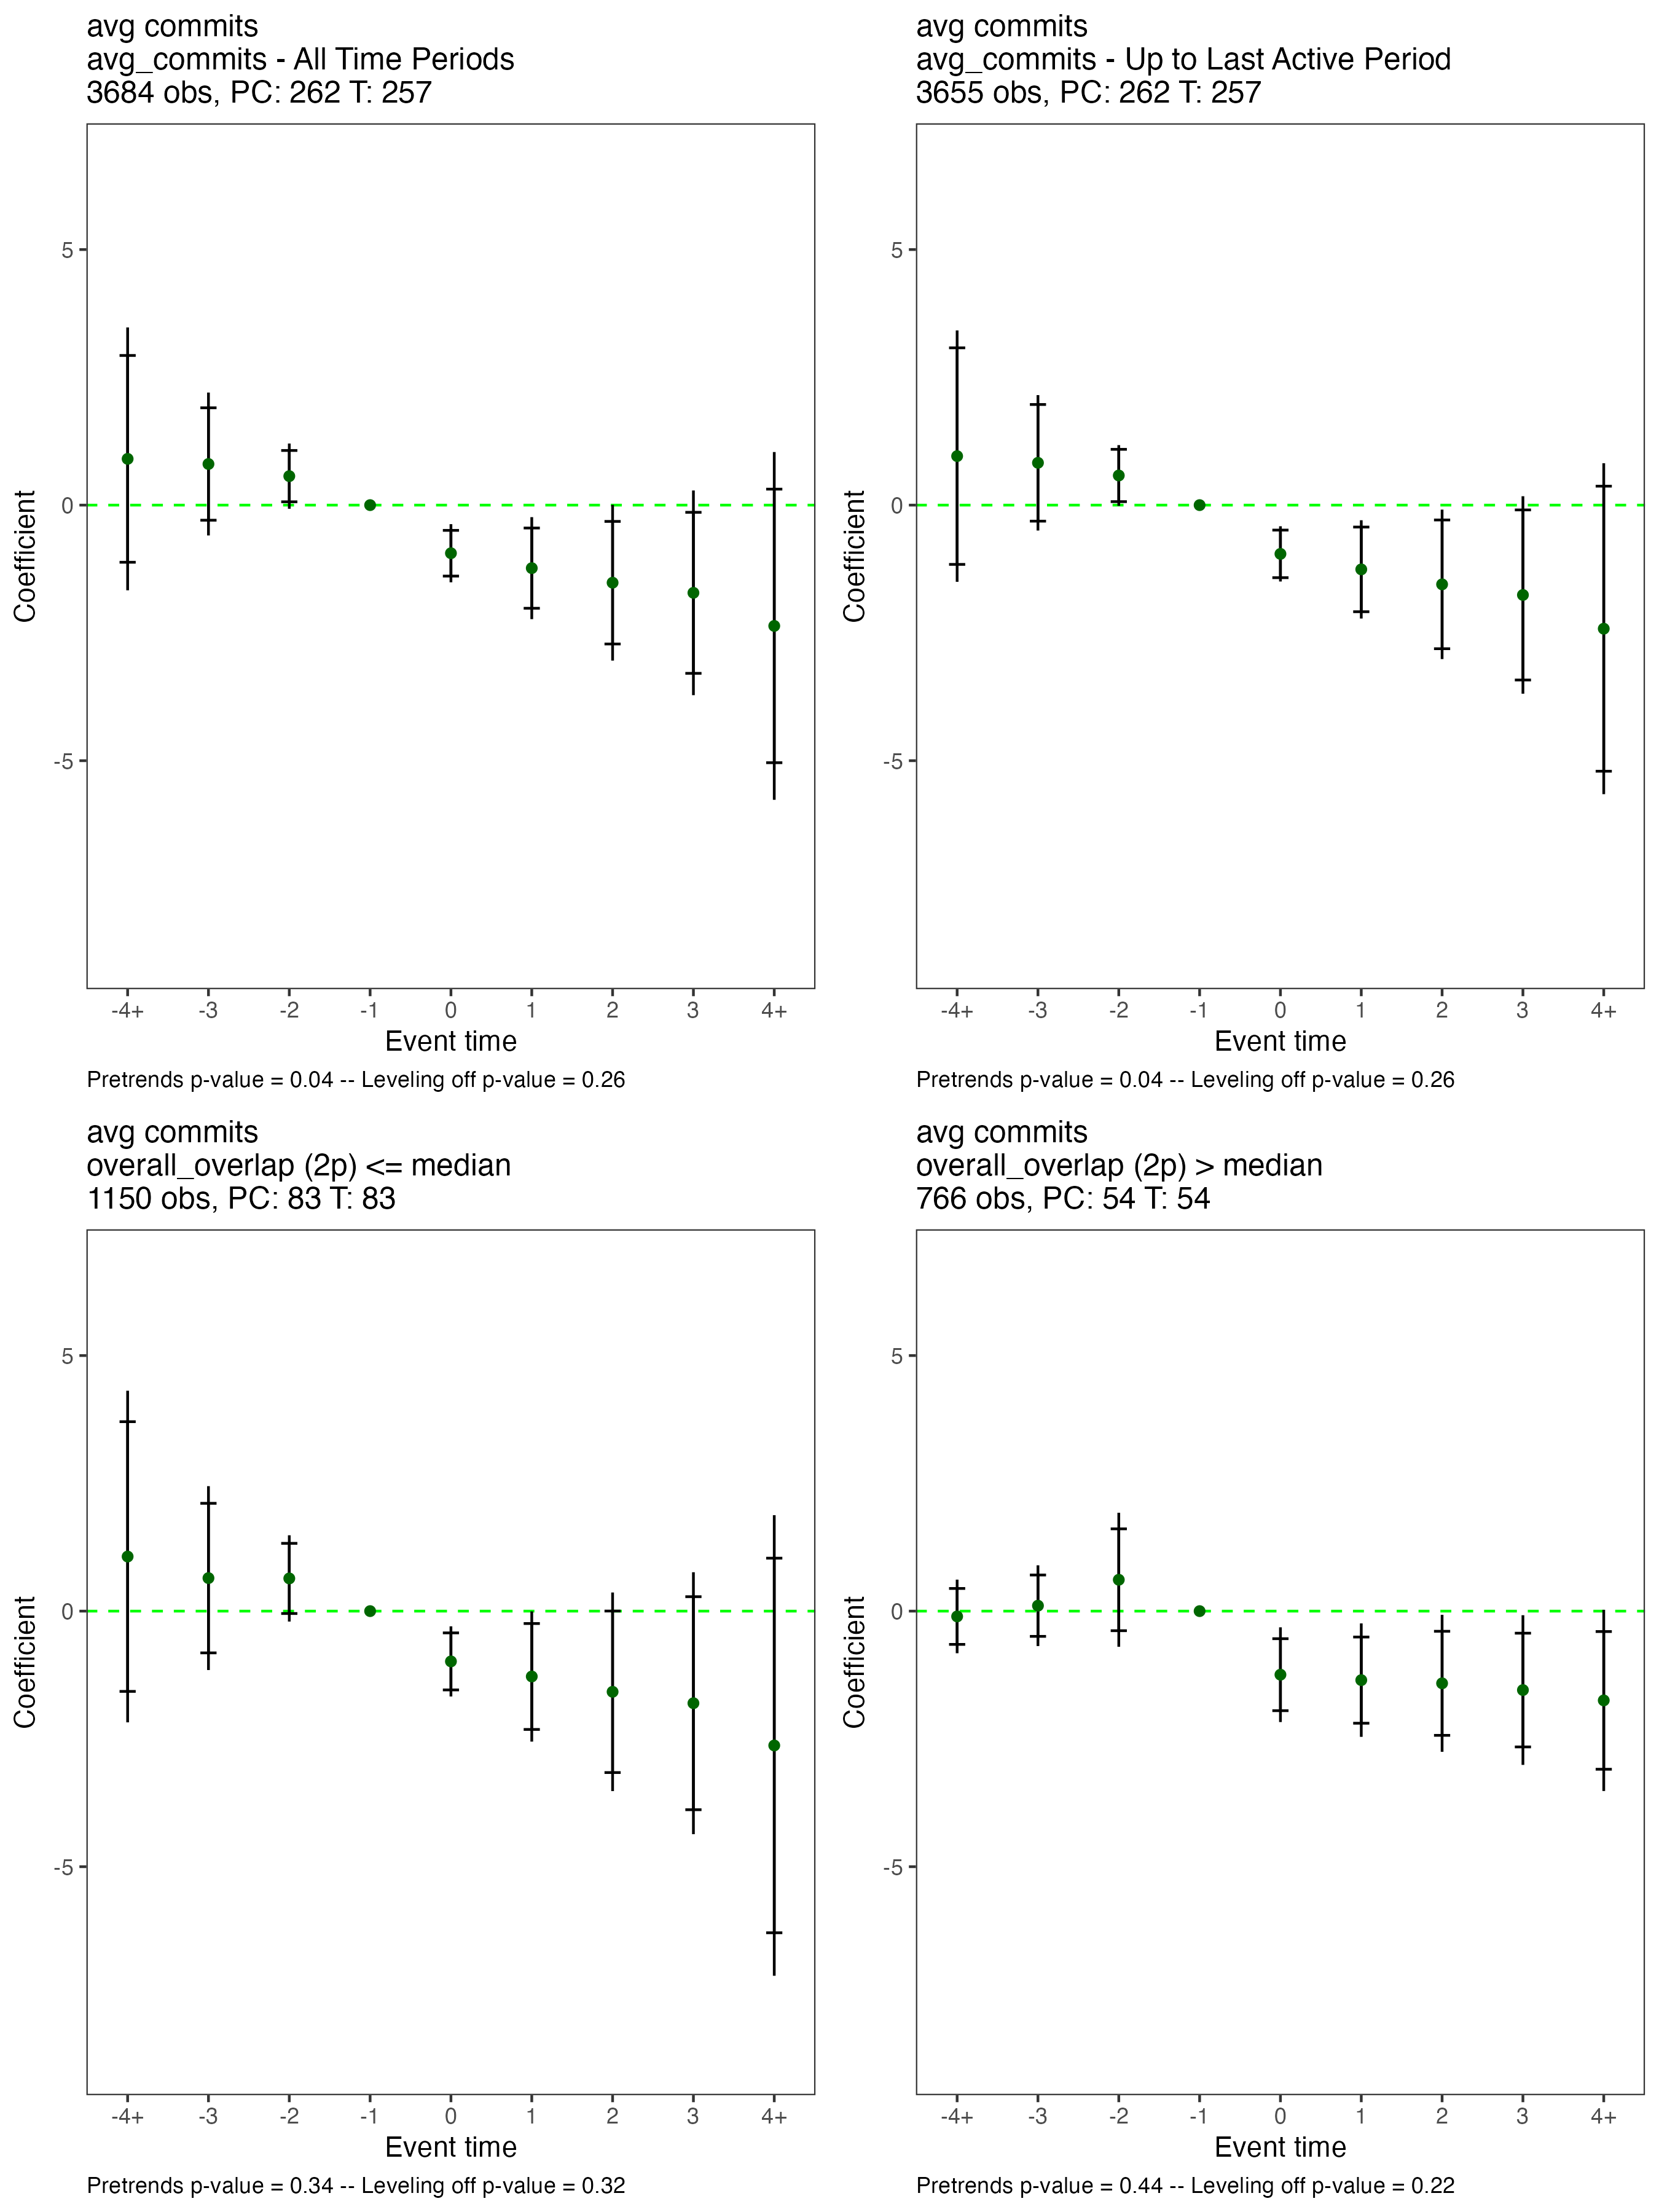 avg commits
avg_commits - All Time Periods
3684 obs, PC: 262 T: 257
5
0
-5
Coefficient
-4+ -3 -2 -1 0 1 2 3 4+
Event time
Pretrends p-value = 0.04 -- Leveling off p-value = 0.26
avg commits
avg_commits - Up to Last Active Period
3655 obs, PC: 262 T: 257
5
0
-5
Coefficient
-4+ -3 -2 -1 0 1 2 3 4+
Event time
Pretrends p-value = 0.04 -- Leveling off p-value = 0.26
avg commits
overall_overlap (2p) <= median
1150 obs, PC: 83 T: 83
5
0
-5
Coefficient
-4+ -3 -2 -1 0 1 2 3 4+
Event time
Pretrends p-value = 0.34 -- Leveling off p-value = 0.32
avg commits
overall_overlap (2p) > median
766 obs, PC: 54 T: 54
5
0
-5
Coefficient
-4+ -3 -2 -1 0 1 2 3 4+
Event time
Pretrends p-value = 0.44 -- Leveling off p-value = 0.22